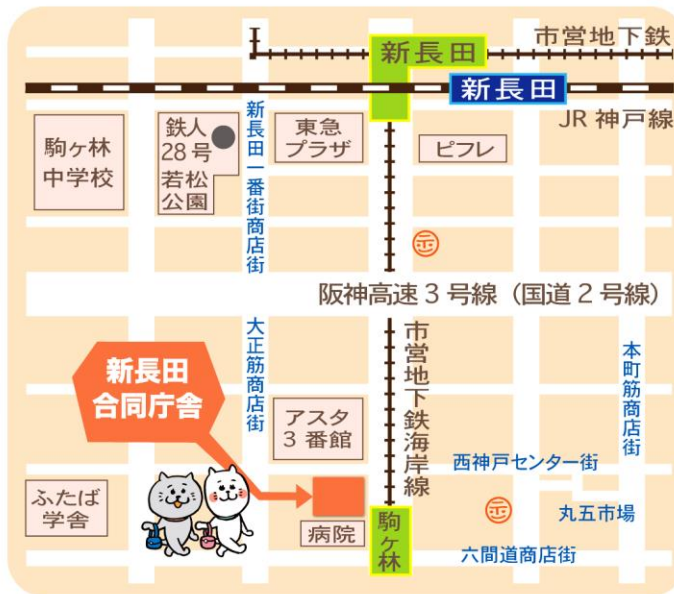 市営地下鉄
新長田
新長田
JR 神戸線
駒ヶ林
中学校
鉄人
28号
若松
公園
新長田一番街商店街
東急
プラザ
ピフレ
㋛
阪神高速３号線（国道２号線）
新長田
合同庁舎
大正筋商店街
アスタ
３番館
市営地下鉄海岸線
本町筋商店街
西神戸センター街
ふたば
学舎
病院
駒ヶ林
丸五市場
六間道商店街